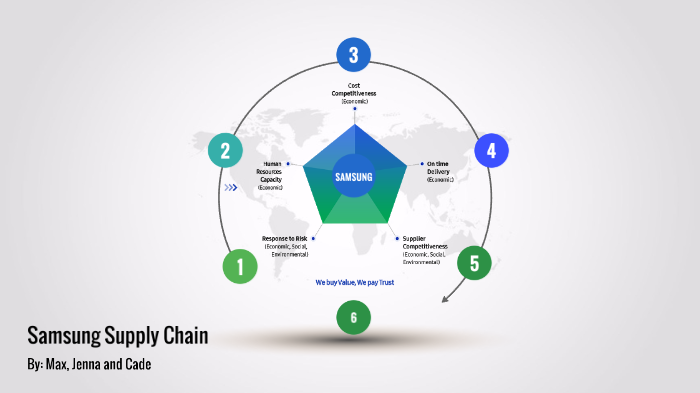 3
Cost
Competitiveness
(Economic)
2
4
Human
Resources
Capacity
(Economic)
SAMSUNG
On time
Delivery
(Economic)
Response to Risk
(Economic, Social,
Environmental)
Supplier
Competitiveness
(Economic, Social,
Environmental)
1
5
We buy Value, We pay Trust
6
Samsung Supply Chain
By: Max, Jenna and Cade